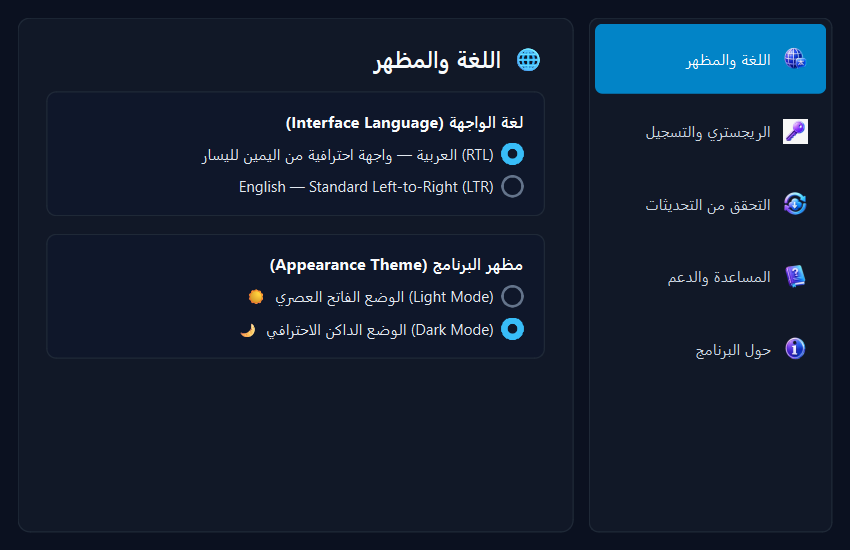 اللغة والمظهر
الريجستري والتسجيل
التحقق من التحديثات
المساعدة والدعم
حول البرنامج
اللغة والمظهر
لغة الواجهة (Interface Language)
العربية — واجهة احترافية من اليمين لليسار (RTL)
English — Standard Left-to-Right (LTR)
مظهر البرنامج (Appearance Theme)
الوضع الفاتح العصري (Light Mode)
الوضع الداكن الاحترافي (Dark Mode)